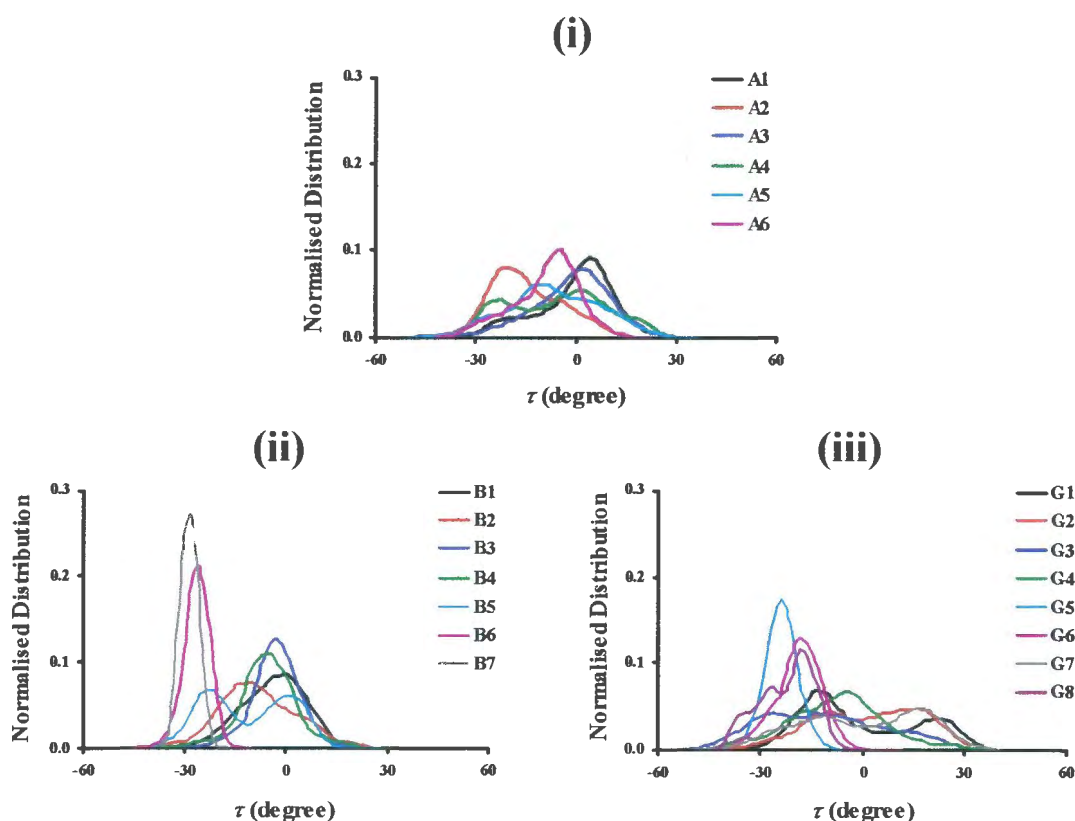 (i)
0.3
0.2
0.1
0.0
Normalised Distribution
-60
-30
0
30
60
τ (degree)
A1
A2
A3
A4
A5
A6
(ii)
0.3
0.2
0.1
0.0
Normalised Distribution
-60
-30
0
30
60
τ (degree)
B1
B2
B3
B4
B5
B6
B7
(iii)
0.3
0.2
0.1
0.0
Normalised Distribution
-60
-30
0
30
60
τ (degree)
G1
G2
G3
G4
G5
G6
G7
G8